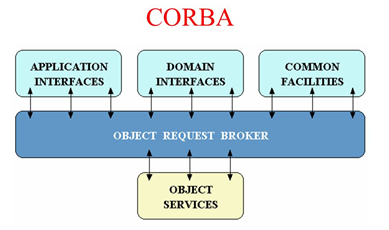 CORBA
APPLICATION
INTERFACES
DOMAIN
INTERFACES
COMMON
FACILITIES
OBJECT REQUEST BROKER
OBJECT
SERVICES